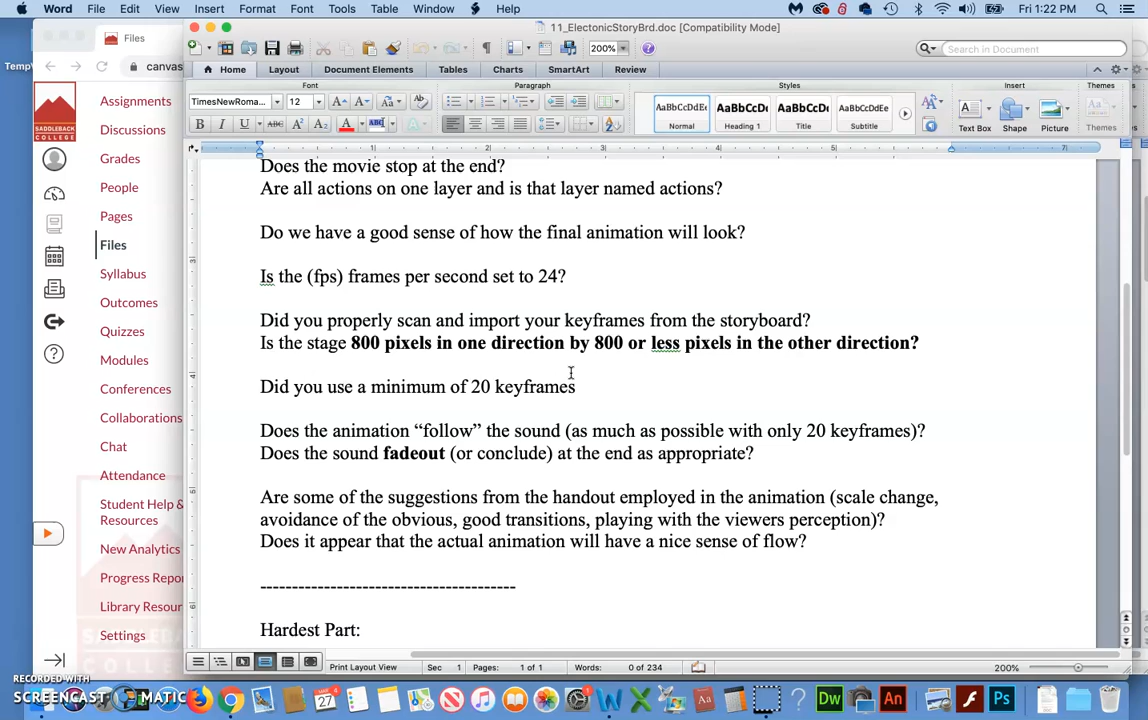 Word File Edit View Insert Format Font Tools Table Window Help Fri 1:22 PM
11_ElectonicStoryBrd.doc [Compatibility Mode]
Files
200%
Search in Document
canvas
Home Layout Document Elements Tables Charts SmartArt Review
Font Paragraph Styles Insert Themes
TimesNewRoma... 12
AaBbCcDdEe AaBbCcDc AaBbCcDc AaBbCcDdEe
Normal Heading 1 Title Subtitle Text Box Shape Picture Themes
SADDLEBACK
COLLEGE
Assignments
Discussions
Grades
People
Pages
Files
Syllabus
Outcomes
Quizzes
Modules
Conferences
Collaborations
Chat
Attendance
Student Help &
Resources
New Analytics
Progress Repor
Library Resour
Settings
Does the movie stop at the end?
Are all actions on one layer and is that layer named actions?
Do we have a good sense of how the final animation will look?
Is the (fps) frames per second set to 24?
Did you properly scan and import your keyframes from the storyboard?
Is the stage 800 pixels in one direction by 800 or less pixels in the other direction?
Did you use a minimum of 20 keyframes
Does the animation “follow” the sound (as much as possible with only 20 keyframes)?
Does the sound fadeout (or conclude) at the end as appropriate?
Are some of the suggestions from the handout employed in the animation (scale change,
avoidance of the obvious, good transitions, playing with the viewers perception)?
Does it appear that the actual animation will have a nice sense of flow?
---------------------------------------
Hardest Part:
Print Layout View Sec 1 Pages: 1 of 1 Words: 0 of 234 200%
RECORDED WITH
SCREENCAST MATIC
27
Dw An Ps